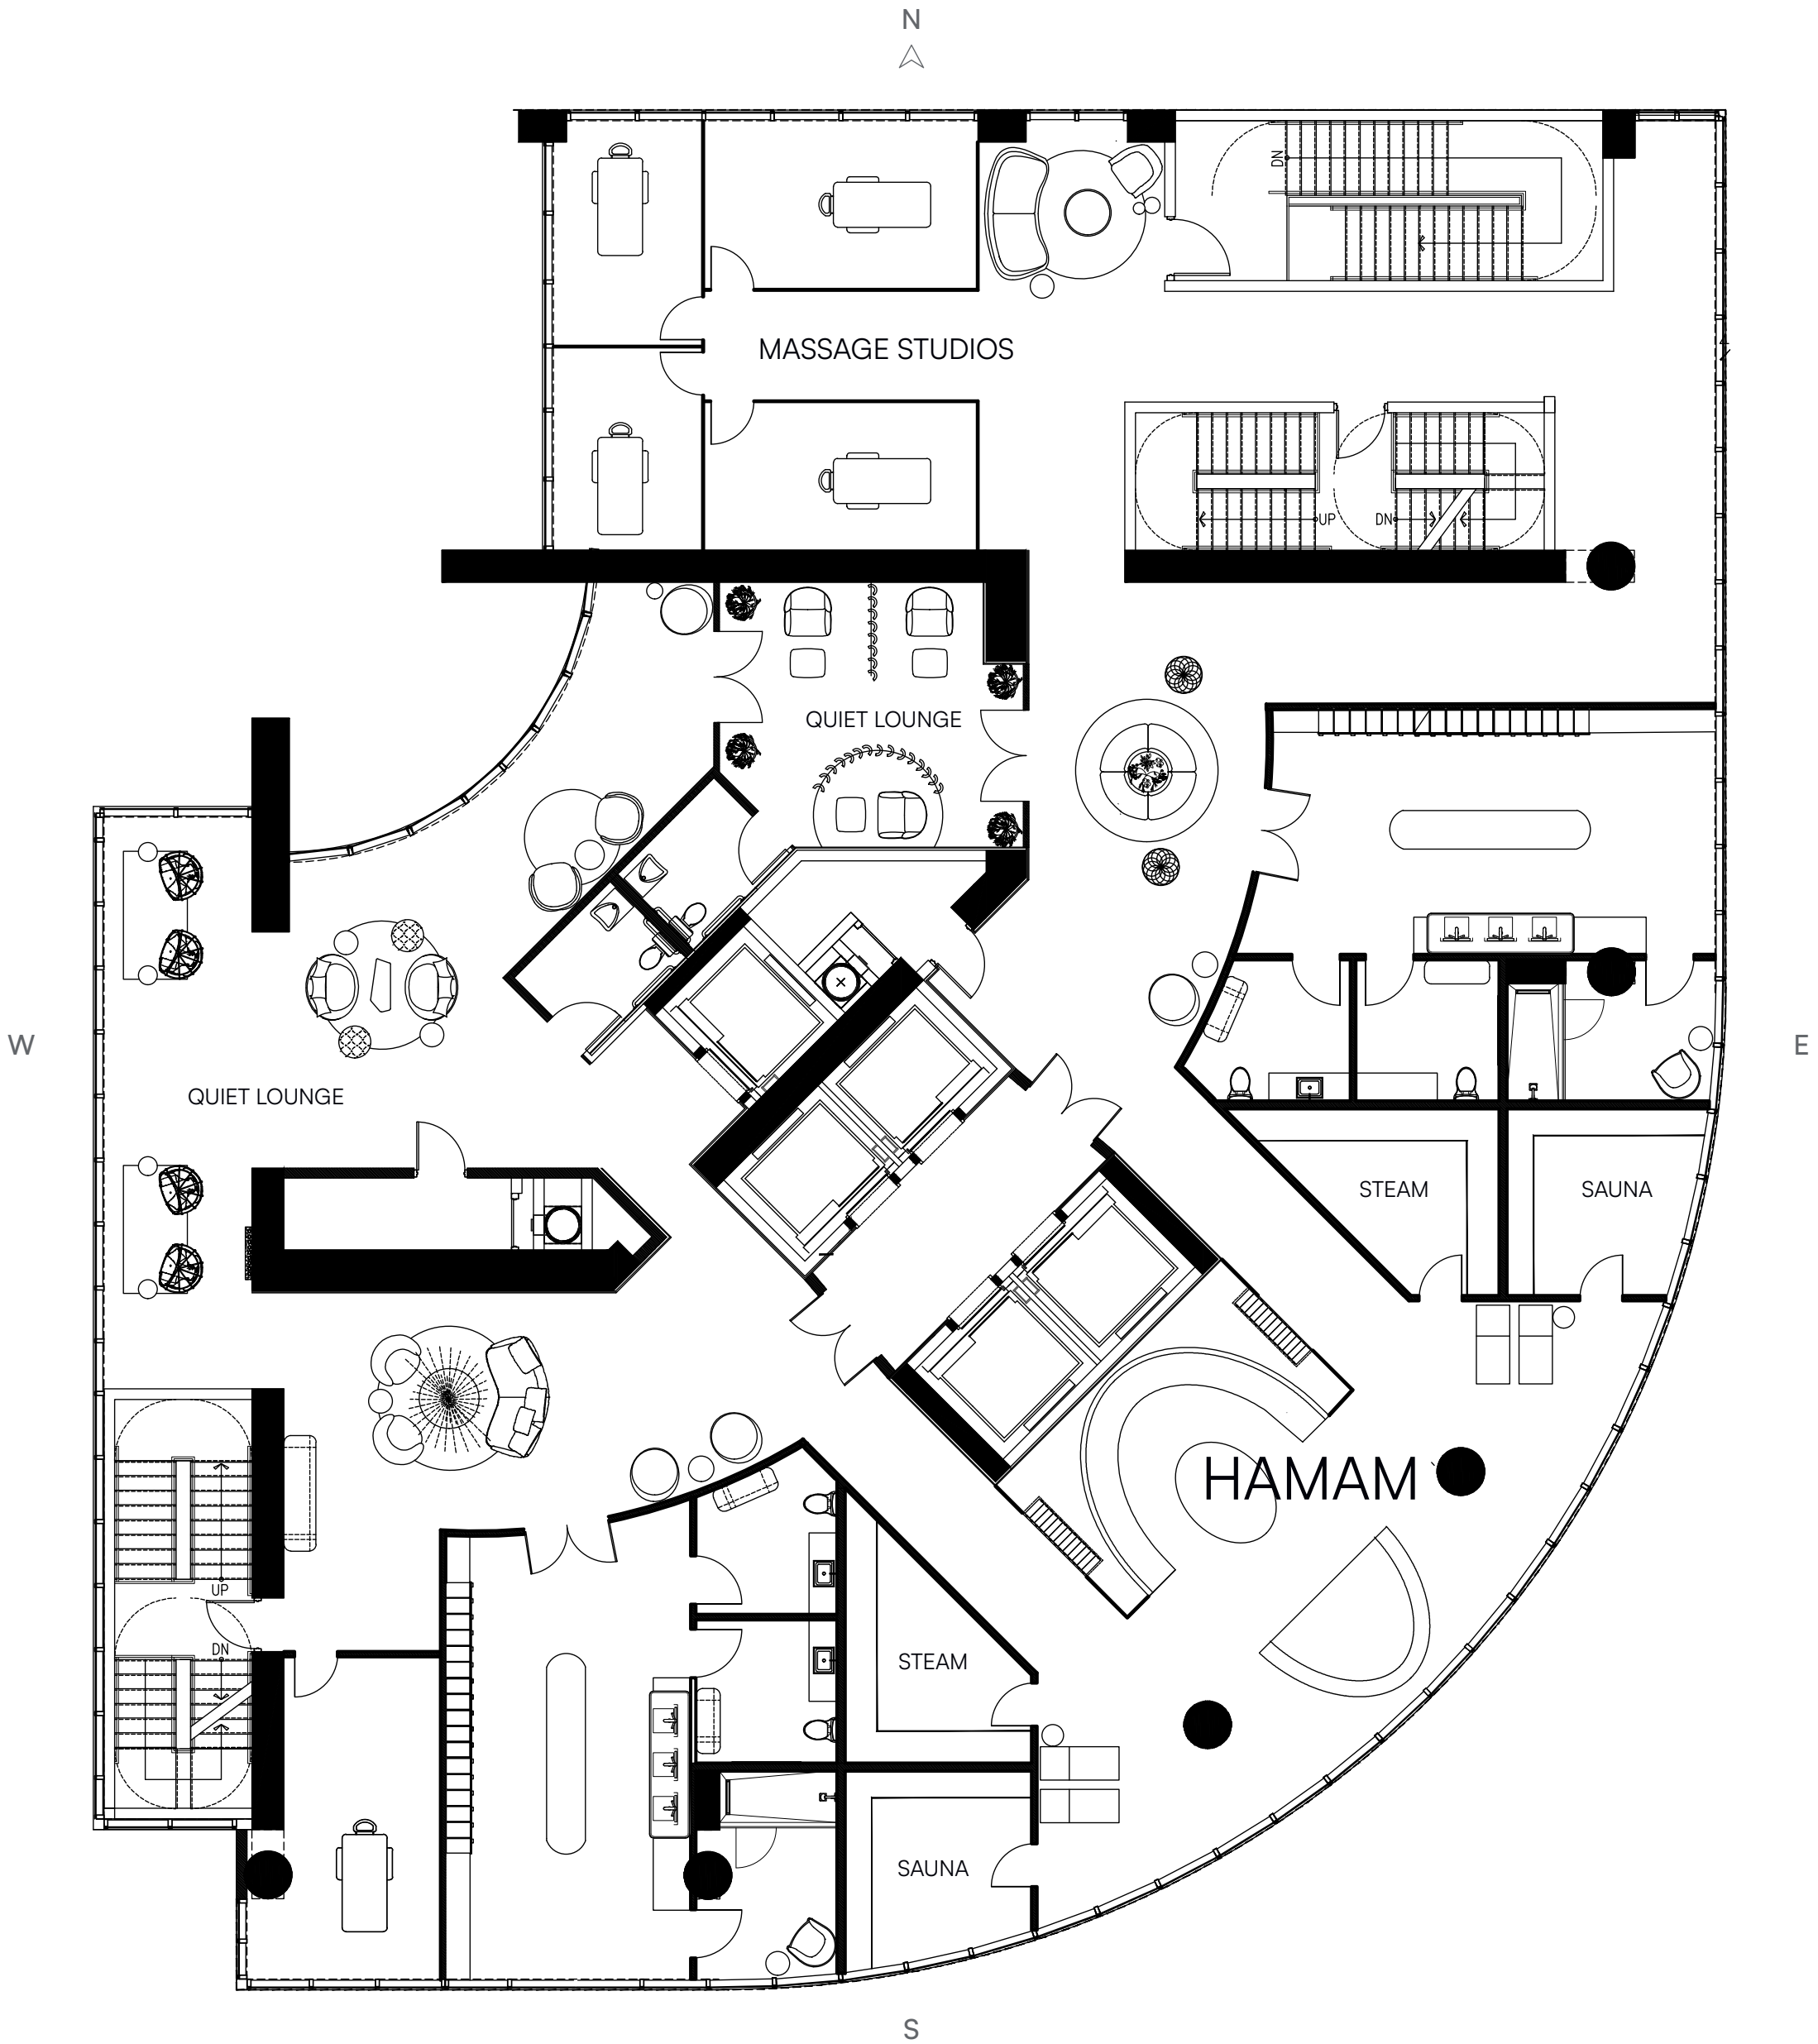 N
DN
MASSAGE STUDIOS
UP
DN
QUIET LOUNGE
W
E
QUIET LOUNGE
STEAM
SAUNA
HAMAM
UP
DN
STEAM
SAUNA
S